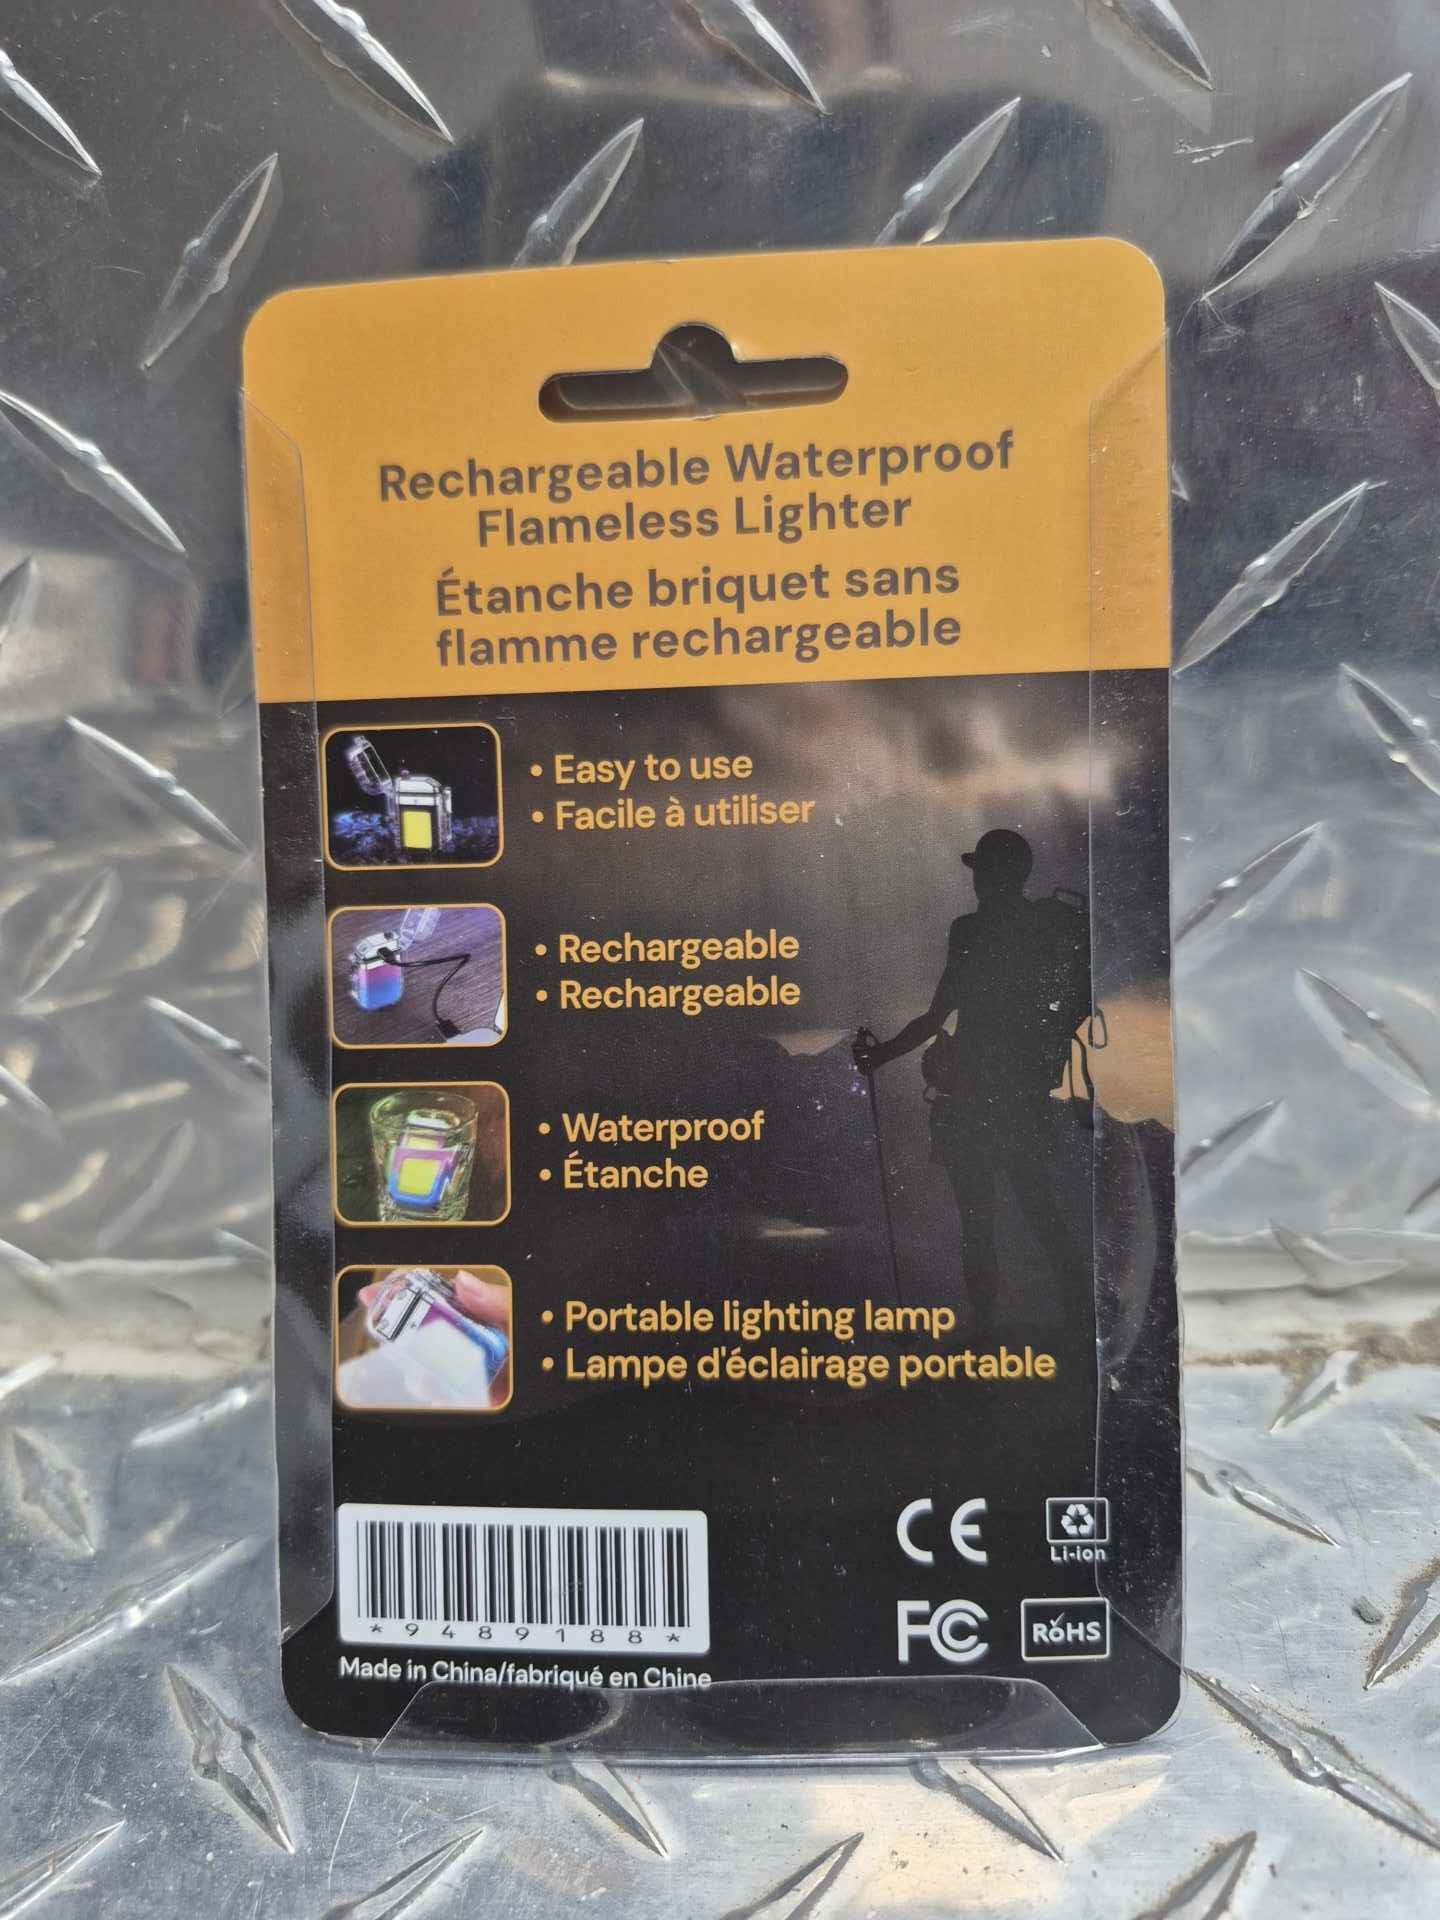 Rechargeable Waterproof
Flameless Lighter
Étanche briquet sans
flamme rechargeable
• Easy to use
• Facile à utiliser
• Rechargeable
• Rechargeable
• Waterproof
• Étanche
• Portable lighting lamp
• Lampe d'éclairage portable
*9489188*
Made in China/fabriqué en Chine
CE
Li-ion
FC
RoHS